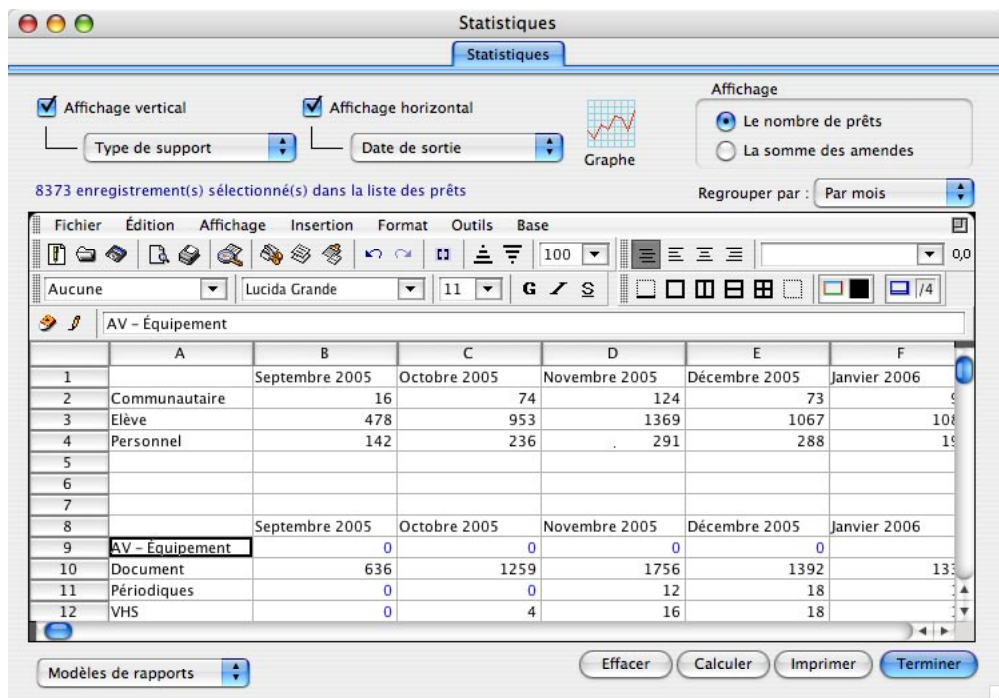 Statistiques
Statistiques
Affichage vertical
Affichage horizontal
Affichage
Type de support
Date de sortie
Graphe
Le nombre de prêts
La somme des amendes
8373 enregistrement(s) sélectionné(s) dans la liste des prêts
Regrouper par : Par mois
Fichier Édition Affichage Insertion Format Outils Base
100 0,0
Aucune Lucida Grande 11 G I S /4
AV – Équipement
A B C D E F
1 Septembre 2005 Octobre 2005 Novembre 2005 Décembre 2005 Janvier 2006
2 Communautaire 16 74 124 73
3 Elève 478 953 1369 1067
4 Personnel 142 236 291 288
5
6
7
8 Septembre 2005 Octobre 2005 Novembre 2005 Décembre 2005 Janvier 2006
9 AV – Équipement 0 0 0 0
10 Document 636 1259 1756 1392
11 Périodiques 0 0 12 18
12 VHS 0 4 16 18
Modèles de rapports Effacer Calculer Imprimer Terminer